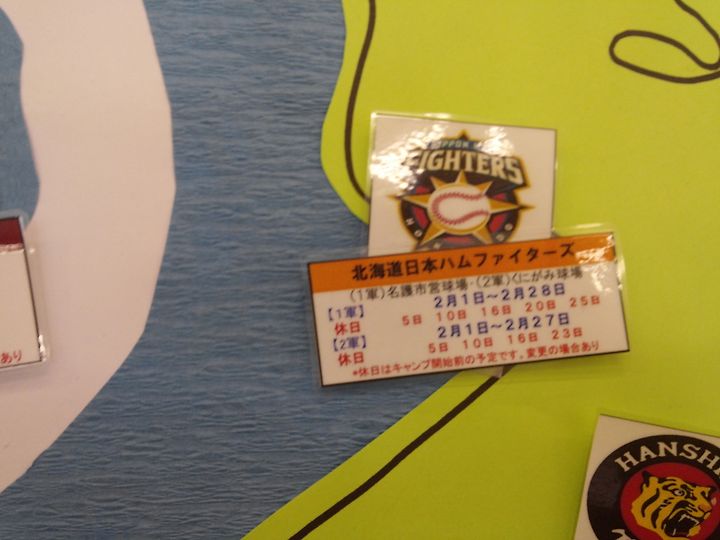 FIGHTERS
北海道日本ハムファイターズ
(1軍)名護市営球場・(2軍)くにがみ球場
【1軍】 2月1日～2月28日
休日 5日 10日 16日 20日 25日
【2軍】 2月1日～2月27日
休日 5日 10日 16日 23日
*休日はキャンプ開始前の予定です。変更の場合あり
あり